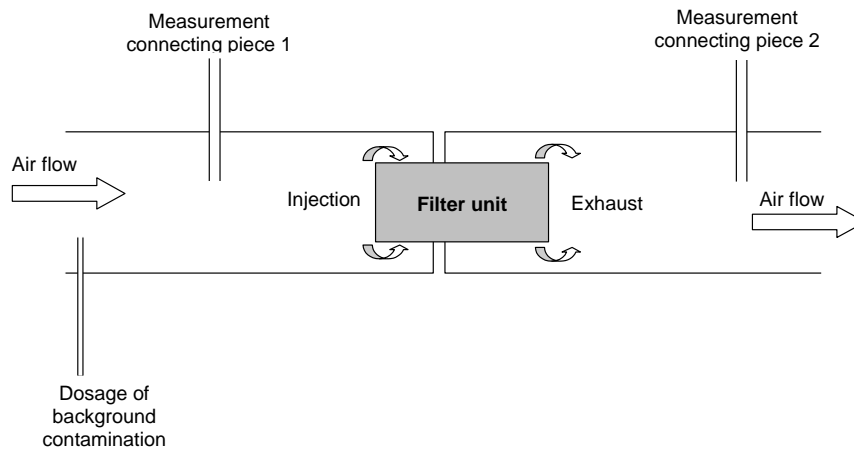 Measurement
connecting piece 1
Measurement
connecting piece 2
Air flow
Injection
Filter unit
Exhaust
Air flow
Dosage of
background
contamination